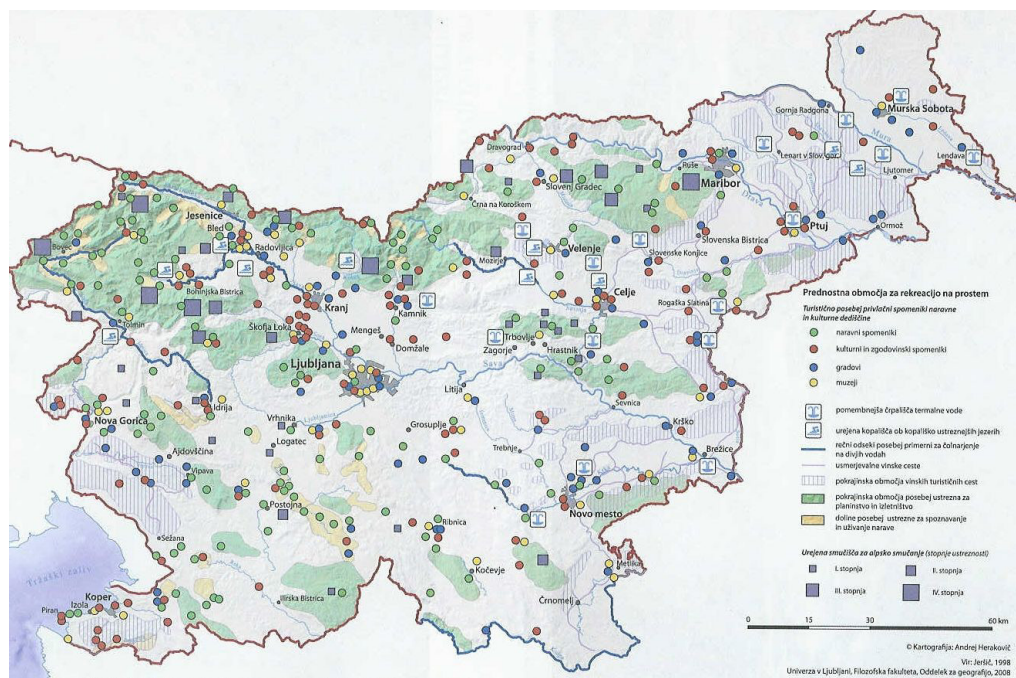 Gornja Radgona
Murska Sobota
Mura
Lendava
Dravograd
Ruše
Lenart v Slov. gor.
Ljutomer
Slovenj Gradec
Maribor
Črna na Koroškem
Drava
Jesenice
Bled
Ptuj
Ormož
Bovec
Radovljica
Velenje
Slovenska Bistrica
Mozirje
Slovenske Konjice
Bohinjska Bistrica
Celje
Rogaška Slatina
Kranj
Kamnik
Tolmin
Škofja Loka
Mengeš
Trbovlje
Domžale
Zagorje
Hrastnik
Ljubljana
Sava
Litija
Idrija
Sevnica
Nova Gorica
Vrhnika
Ljubljanica
Grosuplje
Krško
Logatec
Trebnje
Brežice
Ajdovščina
Vipava
Postojna
Novo mesto
Ribnica
Sežana
Metlika
Kočevje
Tržaški zaliv
Koper
Izola
Piran
Ilirska Bistrica
Črnomelj
Prednostna območja za rekreacijo na prostem
Turistično posebej privlačni spomeniki naravne
in kulturne dediščine
naravni spomeniki
kulturni in zgodovinski spomeniki
gradovi
muzeji
pomembnejša črpališča termalne vode
urejena kopališča ob kopališko ustreznejših jezerih
rečni odseki posebej primerni za čolnarjenje
na divjih vodah
usmerjevalne vinske ceste
pokrajinska območja vinskih turističnih cest
pokrajinska območja posebej ustrezna za
planinstvo in izletništvo
doline posebej ustrezne za spoznavanje
in uživanje narave
Urejena smučišča za alpsko smučanje (stopnje ustreznosti)
I. stopnja
II. stopnja
III. stopnja
IV. stopnja
0 15 30 60 km
© Kartografija: Andrej Herakovič
Vir: Jeršič, 1998
Univerza v Ljubljani, Filozofska fakulteta, Oddelek za geografijo, 2008